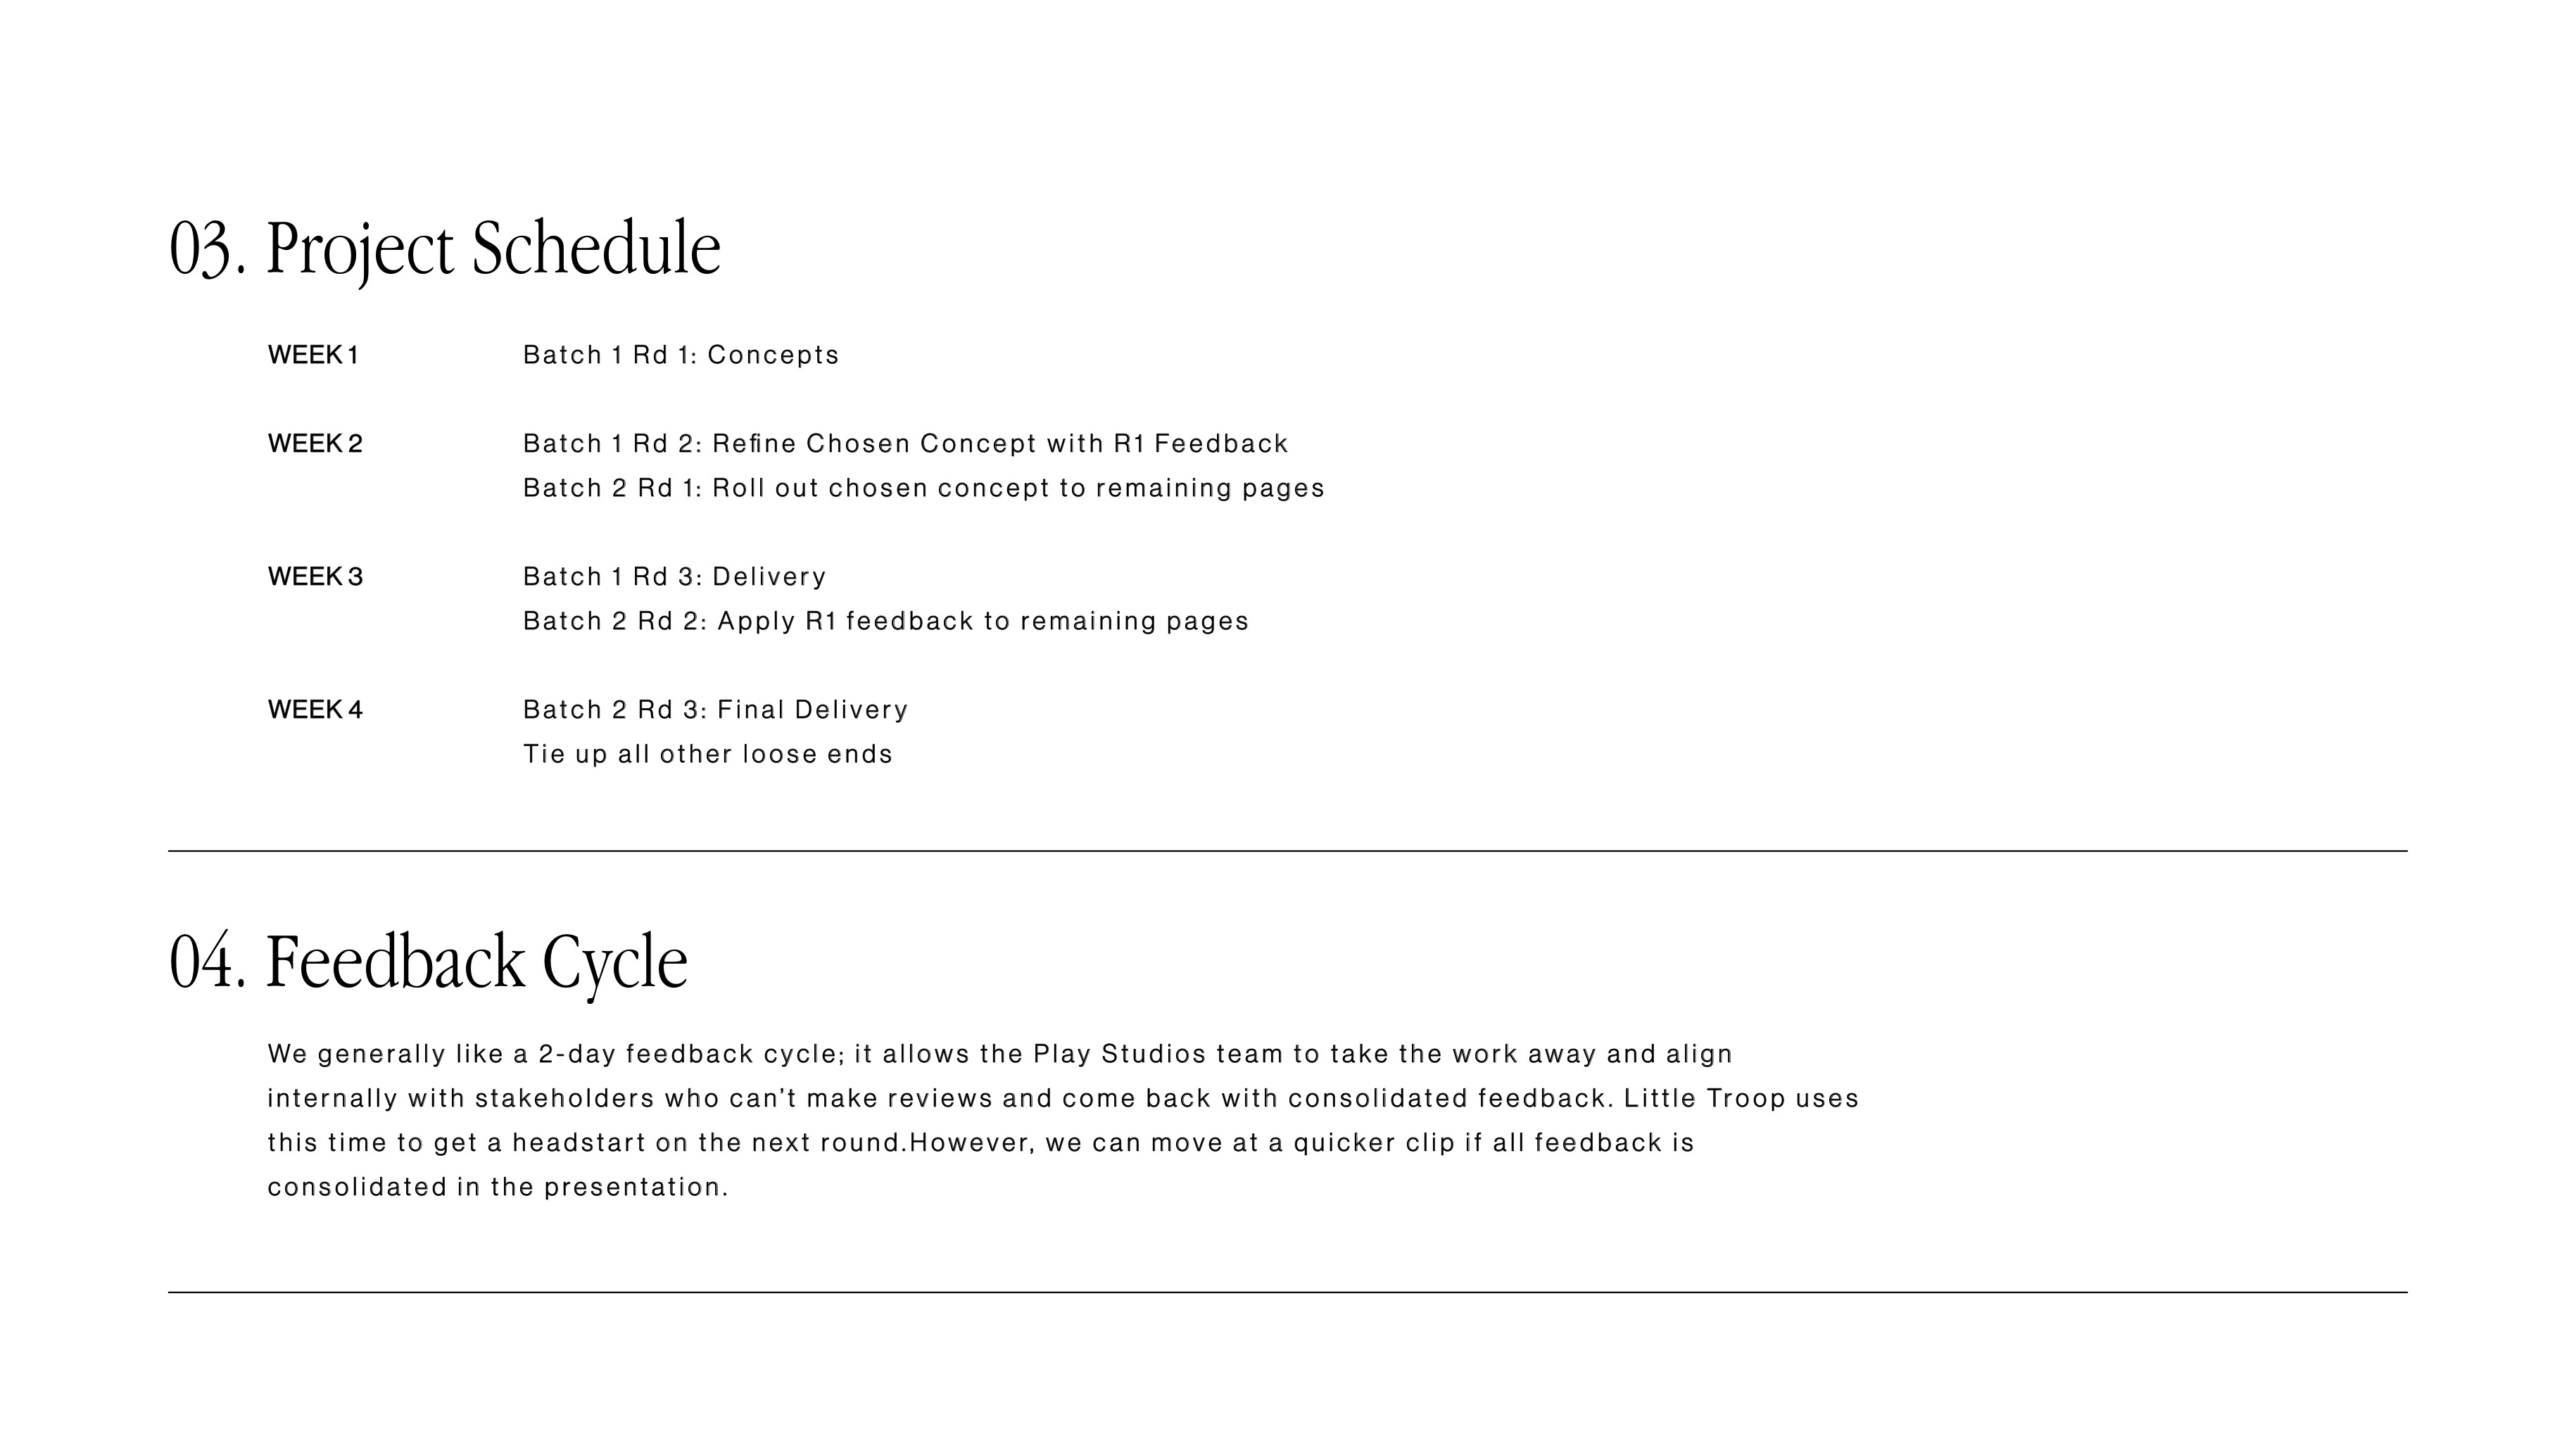 03. Project Schedule
WEEK 1
Batch 1 Rd 1: Concepts
WEEK 2
Batch 1 Rd 2: Refine Chosen Concept with R1 Feedback
Batch 2 Rd 1: Roll out chosen concept to remaining pages
WEEK 3
Batch 1 Rd 3: Delivery
Batch 2 Rd 2: Apply R1 feedback to remaining pages
WEEK 4
Batch 2 Rd 3: Final Delivery
Tie up all other loose ends
04. Feedback Cycle
We generally like a 2-day feedback cycle; it allows the Play Studios team to take the work away and align
internally with stakeholders who can’t make reviews and come back with consolidated feedback. Little Troop uses
this time to get a headstart on the next round.However, we can move at a quicker clip if all feedback is
consolidated in the presentation.